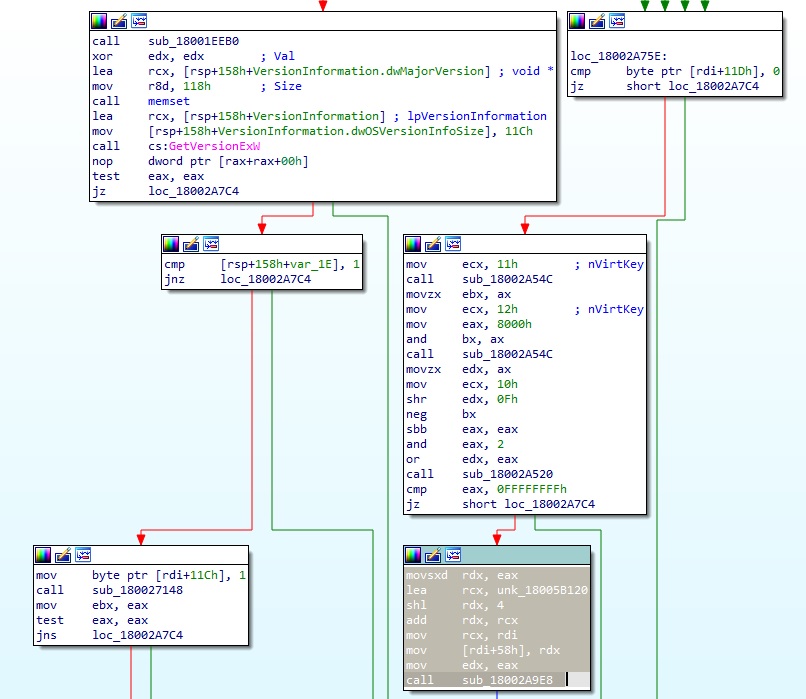 call sub_18001EEB0
xor edx, edx ; Val
lea rcx, [rsp+158h+VersionInformation.dwMajorVersion] ; void *
mov r8d, 118h ; Size
call memset
lea rcx, [rsp+158h+VersionInformation] ; lpVersionInformation
mov [rsp+158h+VersionInformation.dwOSVersionInfoSize], 11Ch
call cs:GetVersionExW
nop dword ptr [rax+rax+00h]
test eax, eax
jz loc_18002A7C4
loc_18002A75E:
cmp byte ptr [rdi+11Dh], 0
jz short loc_18002A7C4
cmp [rsp+158h+var_1E], 1
jnz loc_18002A7C4
mov ecx, 11h ; nVirtKey
call sub_18002A54C
movzx ebx, ax
mov ecx, 12h ; nVirtKey
mov eax, 8000h
and bx, ax
call sub_18002A54C
movzx edx, ax
mov ecx, 10h
shr edx, 0Fh
neg bx
sbb eax, eax
and eax, 2
or edx, eax
call sub_18002A520
cmp eax, 0FFFFFFFFh
jz short loc_18002A7C4
mov byte ptr [rdi+11Ch], 1
call sub_180027148
mov ebx, eax
test eax, eax
jns loc_18002A7C4
movsxd rdx, eax
lea rcx, unk_18005B120
shl rdx, 4
add rdx, rcx
mov rcx, rdi
mov [rdi+58h], rdx
mov edx, eax
call sub_18002A9E8